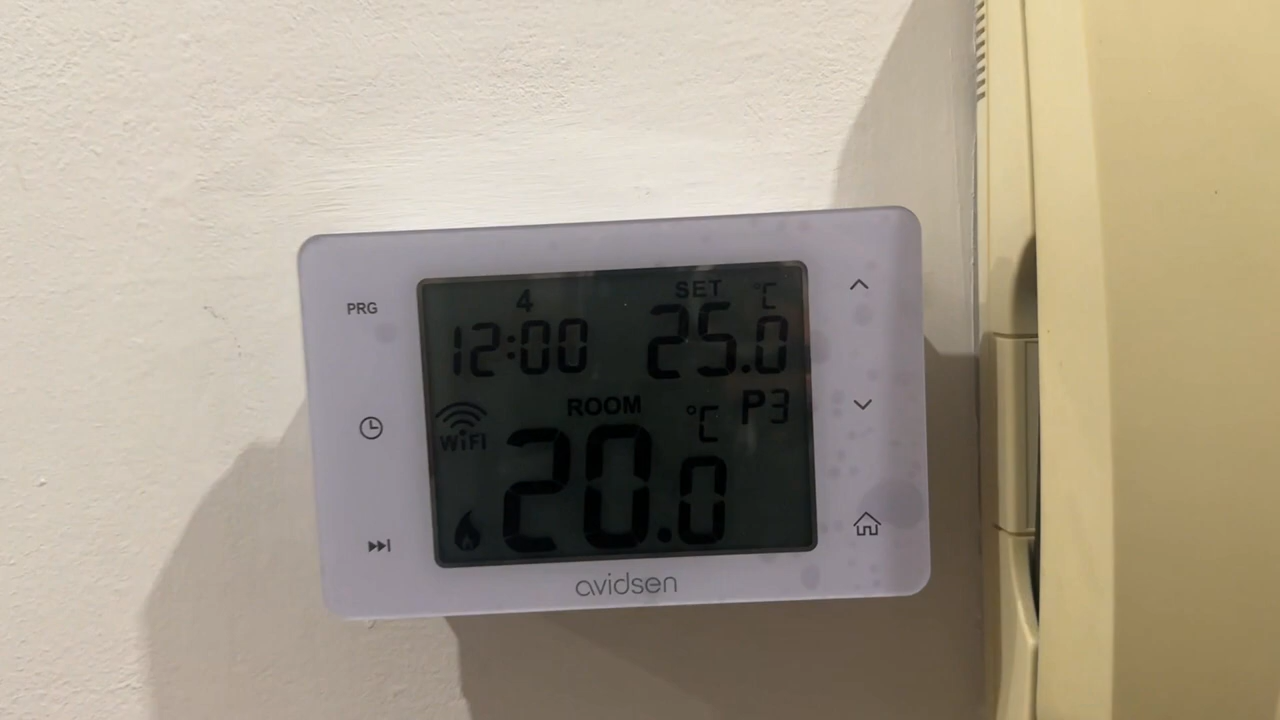 PRG
4
SET °C
12:00 25.0
ROOM
°C P3
WiFi
20.0
avidsen